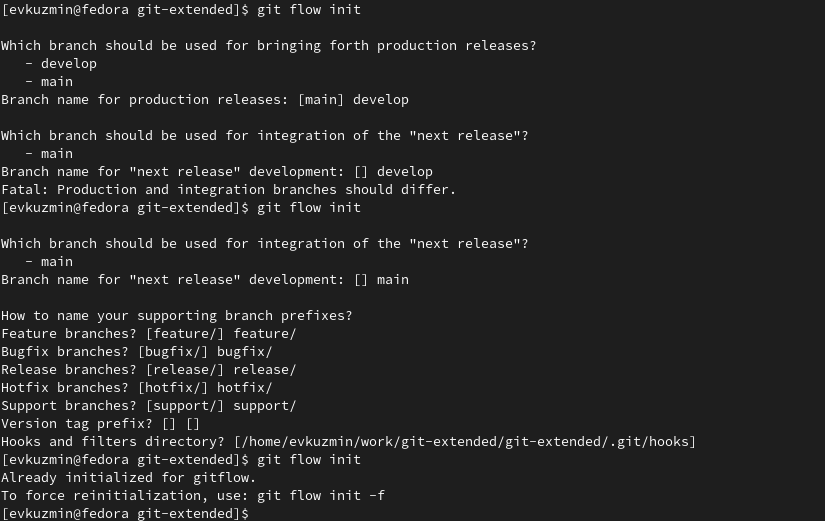 [evkuzmin@fedora git-extended]$ git flow init
Which branch should be used for bringing forth production releases?
- develop
- main
Branch name for production releases: [main] develop
Which branch should be used for integration of the "next release"?
- main
Branch name for "next release" development: [] develop
Fatal: Production and integration branches should differ.
[evkuzmin@fedora git-extended]$ git flow init
Which branch should be used for integration of the "next release"?
- main
Branch name for "next release" development: [] main
How to name your supporting branch prefixes?
Feature branches? [feature/] feature/
Bugfix branches? [bugfix/] bugfix/
Release branches? [release/] release/
Hotfix branches? [hotfix/] hotfix/
Support branches? [support/] support/
Version tag prefix? [] []
Hooks and filters directory? [/home/evkuzmin/work/git-extended/git-extended/.git/hooks]
[evkuzmin@fedora git-extended]$ git flow init
Already initialized for gitflow.
To force reinitialization, use: git flow init -f
[evkuzmin@fedora git-extended]$